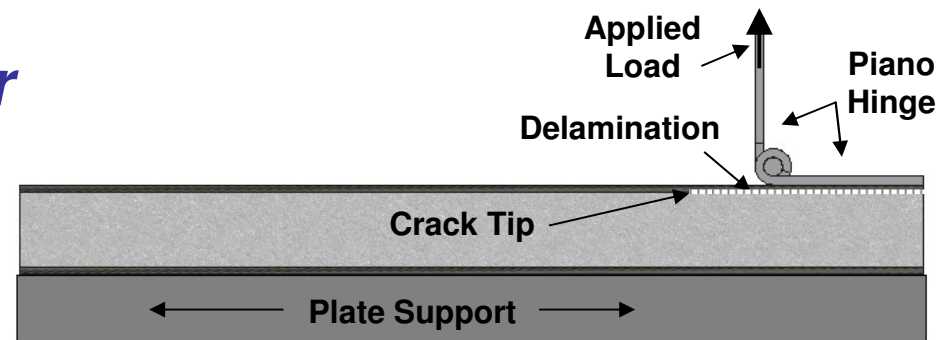 r
Applied
Load
Piano
Hinge
Delamination
Crack Tip
Plate Support